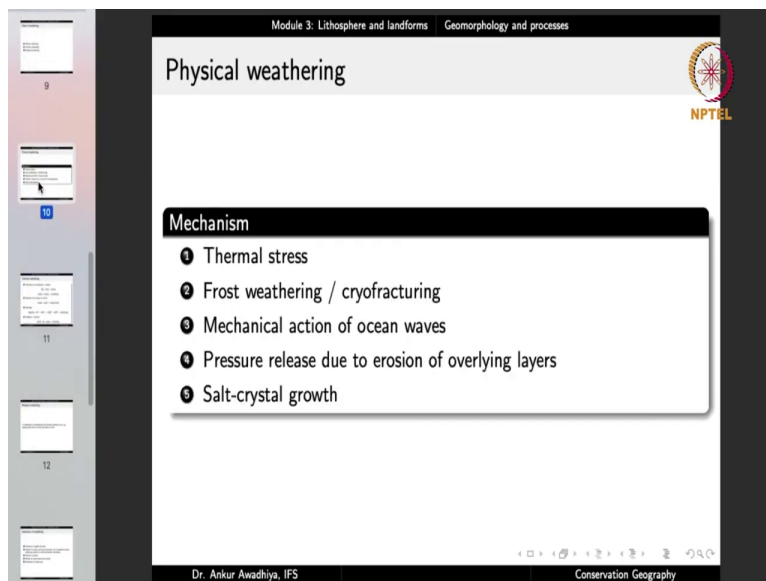 Module 3: Lithosphere and landforms Geomorphology and processes
Physical weathering
NPTEL
Mechanism
1 Thermal stress
2 Frost weathering / cryofracturing
3 Mechanical action of ocean waves
4 Pressure release due to erosion of overlying layers
5 Salt-crystal growth
Dr. Ankur Awadhiya, IFS Conservation Geography
9
10
11
12